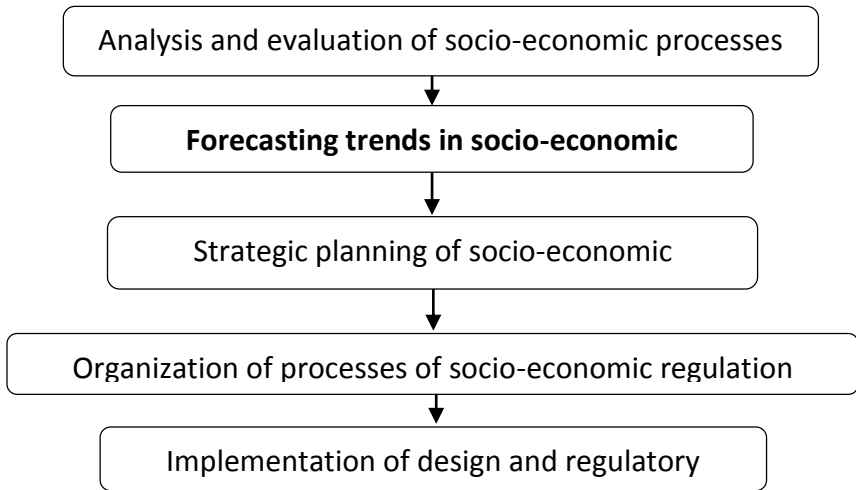 Analysis and evaluation of socio-economic processes
Forecasting trends in socio-economic
Strategic planning of socio-economic
Organization of processes of socio-economic regulation
Implementation of design and regulatory